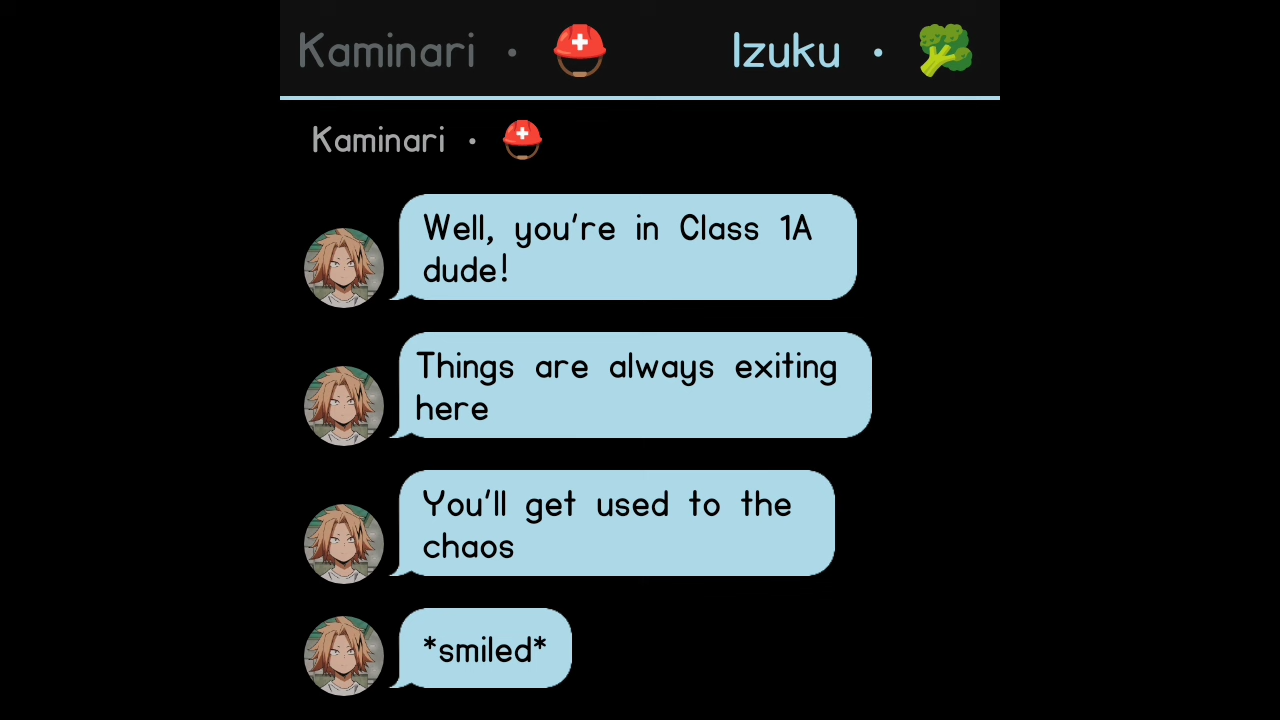 Kaminari • ⛑️ Izuku • 🥦
Kaminari • ⛑️
Well, you're in Class 1A
dude!
Things are always exiting
here
You'll get used to the
chaos
*smiled*